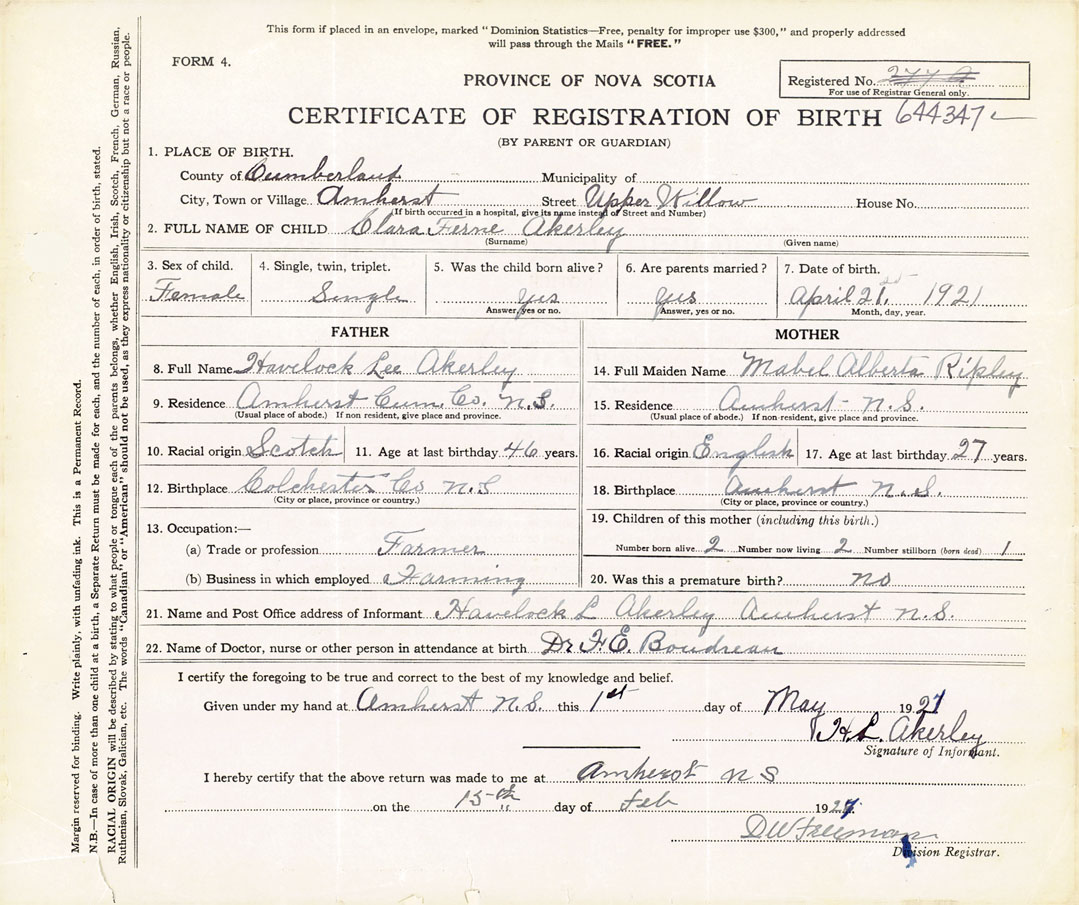 This form if placed in an envelope, marked "Dominion Statistics—Free, penalty for improper use $300," and properly addressed
will pass through the Mails "FREE."
FORM 4.
PROVINCE OF NOVA SCOTIA
Registered No.
For use of Registrar General only.
CERTIFICATE OF REGISTRATION OF BIRTH 644347
(BY PARENT OR GUARDIAN)
1. PLACE OF BIRTH.
County of Cumberland Municipality of
City, Town or Village Amherst Street Upper Willow House No.
(If birth occurred in a hospital, give its name instead of Street and Number)
2. FULL NAME OF CHILD Clara Ferne Akerley
(Surname) (Given name)
3. Sex of child. 4. Single, twin, triplet. 5. Was the child born alive? 6. Are parents married? 7. Date of birth.
Female Single yes yes April 21, 1921
Answer, yes or no. Answer, yes or no. Month, day, year.
FATHER
8. Full Name Havelock Lee Akerley
9. Residence Amherst Cum. Co. N.S.
(Usual place of abode.) If non resident, give place and province.
10. Racial origin Scotch 11. Age at last birthday 46 years.
12. Birthplace Colchester Co N.S
(City or place, province or country.)
13. Occupation:—
(a) Trade or profession Farmer
(b) Business in which employed Farming
MOTHER
14. Full Maiden Name Mabel Alberta Ripley
15. Residence Amherst N.S.
(Usual place of abode.) If non resident, give place and province.
16. Racial origin English 17. Age at last birthday 27 years.
18. Birthplace Amherst N.S.
(City or place, province or country.)
19. Children of this mother (including this birth.)
Number born alive 2 Number now living 2 Number stillborn (born dead) 1
20. Was this a premature birth? no
21. Name and Post Office address of Informant Havelock L Akerley Amherst N.S.
22. Name of Doctor, nurse or other person in attendance at birth Dr F. E. Boudreau
I certify the foregoing to be true and correct to the best of my knowledge and belief.
Given under my hand at Amherst N.S. this 1st day of May 1921
H.L. Akerley
Signature of Informant.
I hereby certify that the above return was made to me at Amherst N S
on the 15th day of Feb 192
Division Registrar.
Margin reserved for binding. Write plainly, with unfading ink. This is a Permanent Record.
N.B.—In case of more than one child at a birth, a Separate Return must be made for each, and the number of each, in order of birth, stated.
RACIAL ORIGIN will be described by stating to what people or tongue each of the parents belongs, whether English, Irish, Scotch, French, German, Russian,
Ruthenian, Slovak, Galician, etc. The words "Canadian" or "American" should not be used, as they express nationality or citizenship but not a race or people.